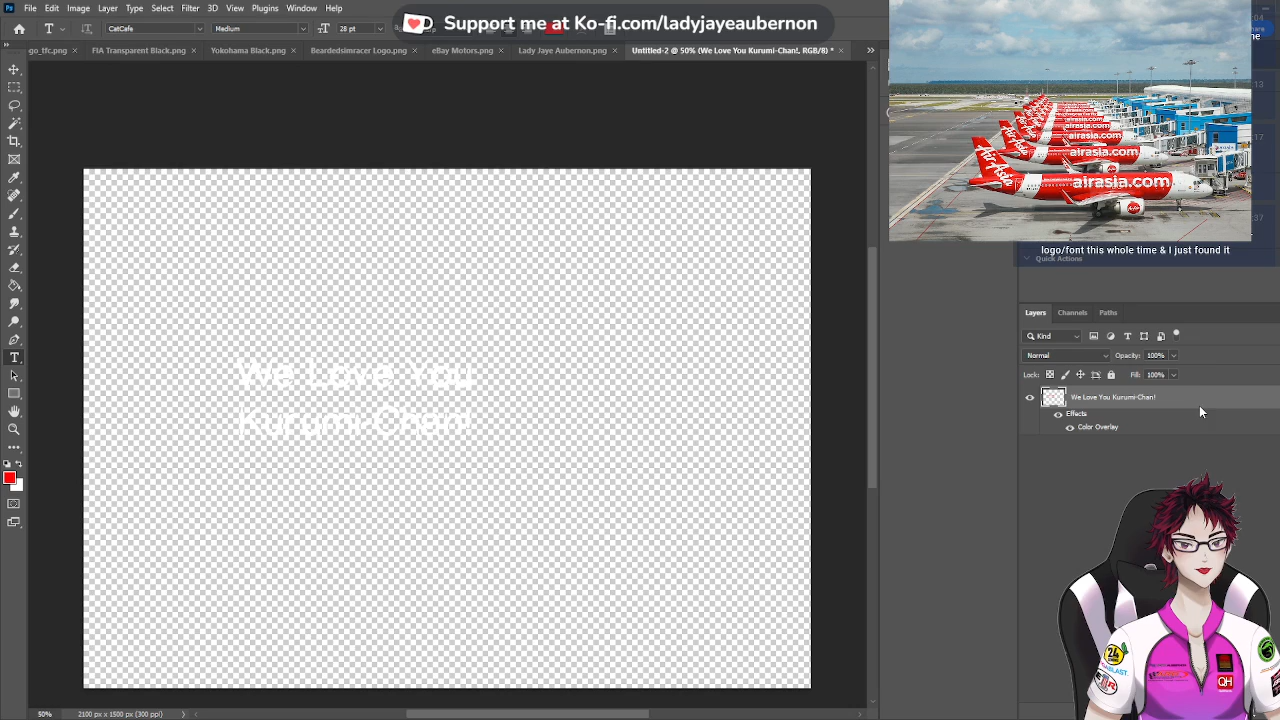 File Edit Image Layer Type Select Filter 3D View Plugins Window Help
Support me at Ko-fi.com/ladyjayeaubernon
CatCafe Medium 28 pt
go_tfc.png × FIA Transparent Black.png × Yokohama Black.png × Beardedsimracer Logo.png × eBay Motors.png × Lady Jaye Aubernon.png × Untitled-2 @ 50% (We Love You Kurumi-Chan!, RGB/8) * ×
AirAsia
airasia.com
airasia.com
airasia.com
logo/font this whole time & I just found it
Quick Actions
Layers Channels Paths
Kind
Normal Opacity: 100%
Lock: Fill: 100%
We Love You Kurumi-Chan!
Effects
Color Overlay
We Love
Kurumi-Chan!
24
QH
50% 2100 px x 1500 px (300 ppi)